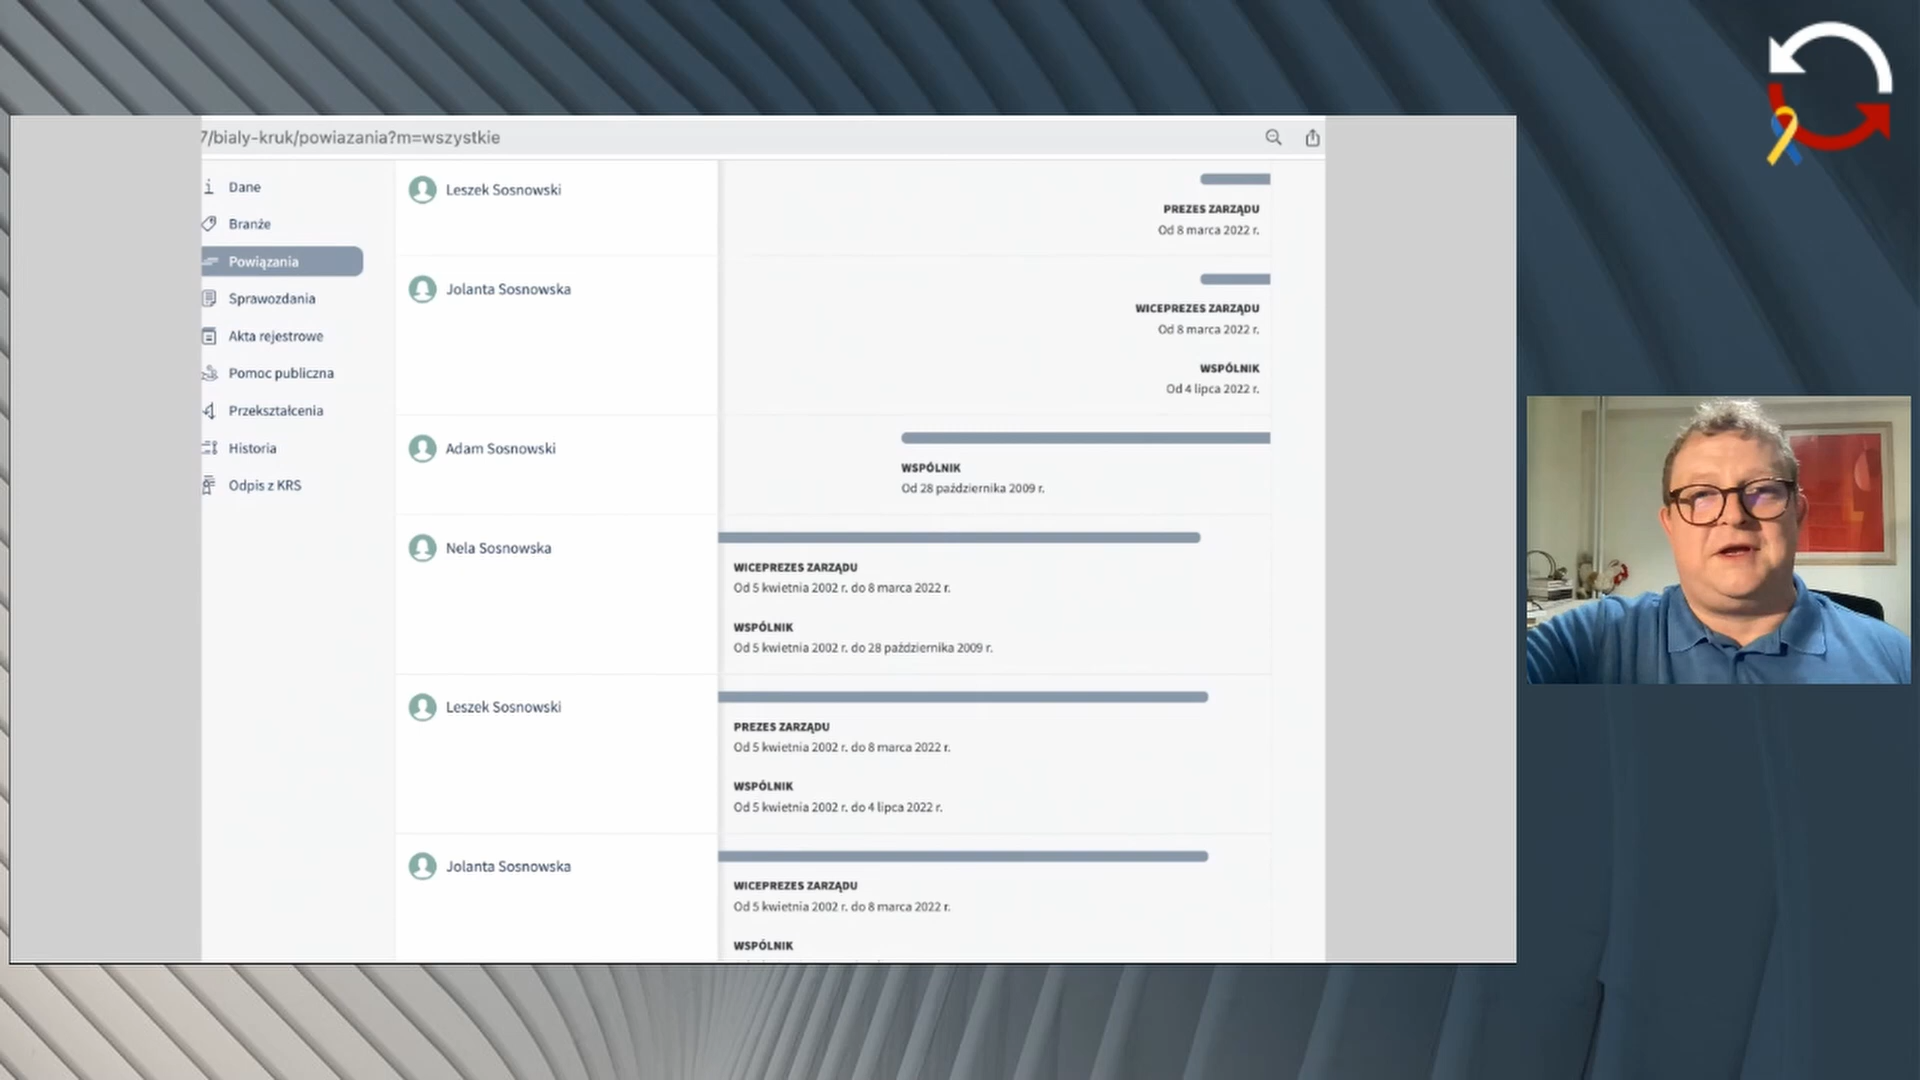 7/bialy-kruk/powiazania?m=wszystkie
Dane
Branże
Powiązania
Sprawozdania
Akta rejestrowe
Pomoc publiczna
Przekształcenia
Historia
Odpis z KRS
Leszek Sosnowski
PREZES ZARZĄDU
Od 8 marca 2022 r.
Jolanta Sosnowska
WICEPREZES ZARZĄDU
Od 8 marca 2022 r.
WSPÓLNIK
Od 4 lipca 2022 r.
Adam Sosnowski
WSPÓLNIK
Od 28 października 2009 r.
Nela Sosnowska
WICEPREZES ZARZĄDU
Od 5 kwietnia 2002 r. do 8 marca 2022 r.
WSPÓLNIK
Od 5 kwietnia 2002 r. do 28 października 2009 r.
Leszek Sosnowski
PREZES ZARZĄDU
Od 5 kwietnia 2002 r. do 8 marca 2022 r.
WSPÓLNIK
Od 5 kwietnia 2002 r. do 4 lipca 2022 r.
Jolanta Sosnowska
WICEPREZES ZARZĄDU
Od 5 kwietnia 2002 r. do 8 marca 2022 r.
WSPÓLNIK